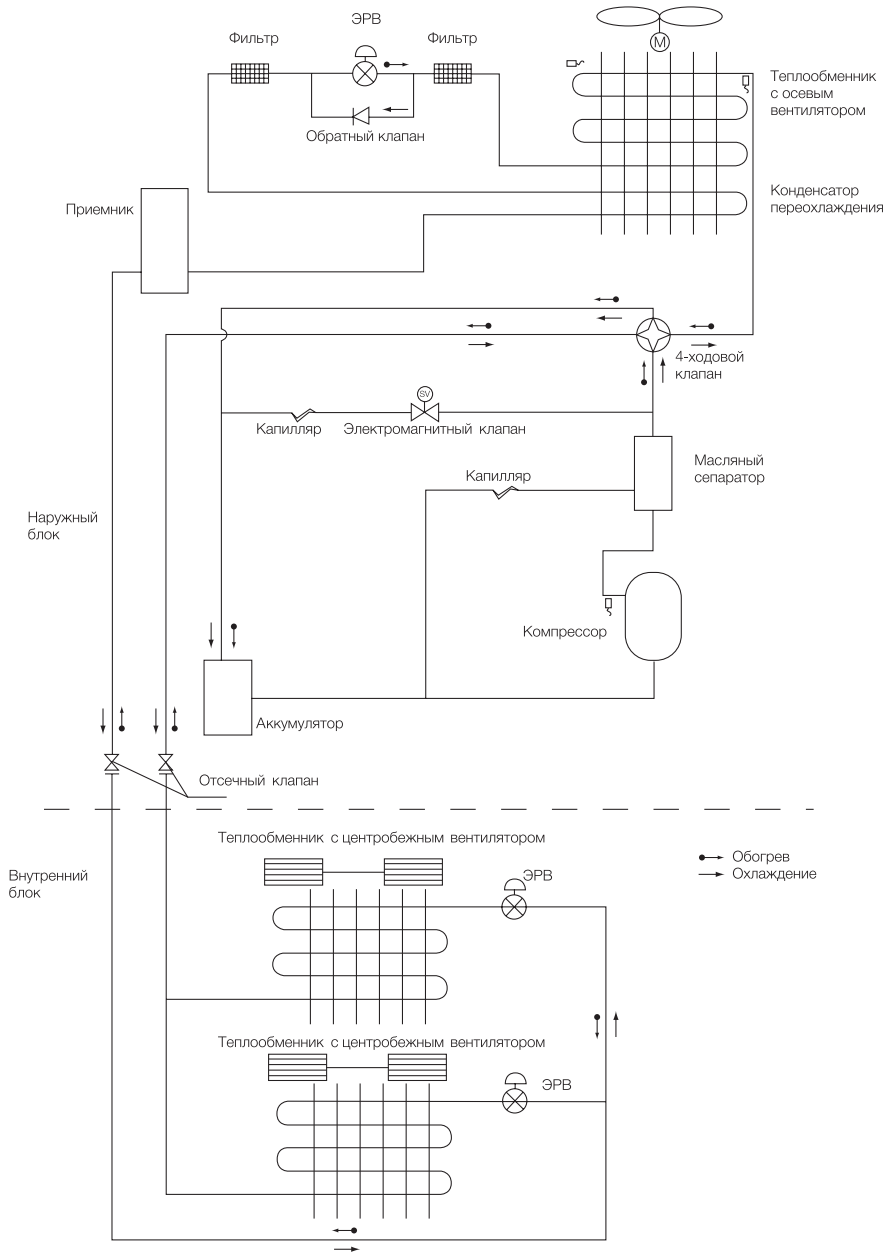 ЭРВ
Фильтр
Фильтр
M
Теплообменник
с осевым
вентилятором
Обратный клапан
Конденсатор
переохлаждения
Приемник
4-ходовой
клапан
SV
Капилляр
Электромагнитный клапан
Масляный
сепаратор
Капилляр
Наружный
блок
Компрессор
Аккумулятор
Отсечный клапан
Теплообменник с центробежным вентилятором
Внутренний
блок
ЭРВ
Обогрев
Охлаждение
Теплообменник с центробежным вентилятором
ЭРВ